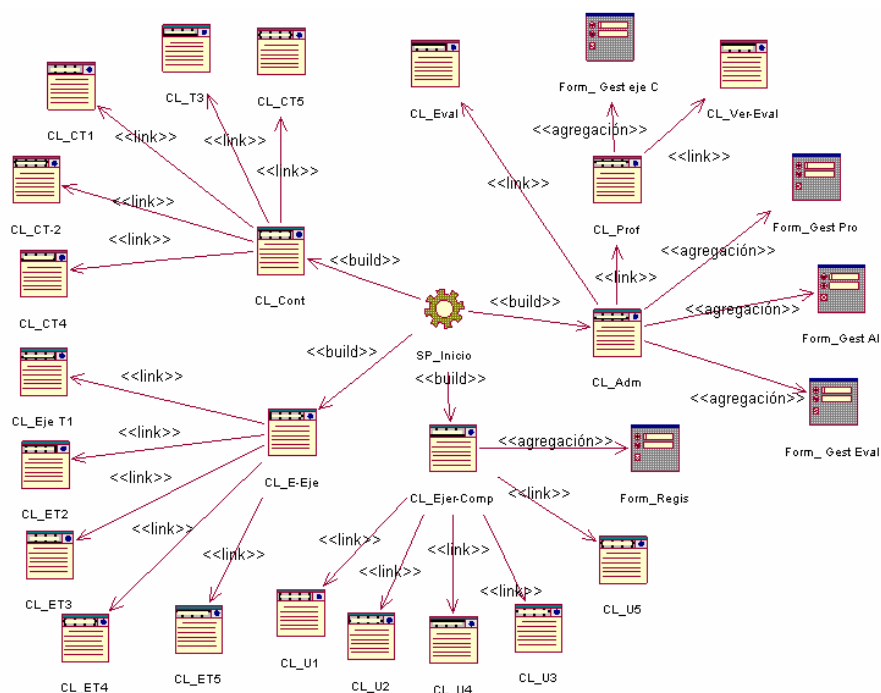 CL_T3
CL_CT5
CL_Eval
Form_ Gest eje C
CL_Ver-Eval
CL_CT1
<<link>>
<<link>>
<<link>>
<<agregación>>
<<link>>
<<link>>
CL_CT-2
<<link>>
CL_Prof
Form_Gest Pro
<<link>>
<<agregación>>
<<link>>
CL_CT4
CL_Cont
<<build>>
<<build>>
<<agregación>>
Form_Gest Al
SP_Inicio
<<build>>
<<build>>
CL_Adm
<<link>>
<<agregación>>
CL_Eje T1
<<link>>
CL_E-Eje
<<agregación>>
Form_ Gest Eval
<<link>>
CL_Ejer-Comp
Form_Regis
<<link>>
CL_ET2
<<link>>
<<link>>
<<link>>
<<link>>
<<link>>
<<link>>
CL_ET3
CL_U5
CL_U1
CL_ET4
CL_ET5
CL_U2
CL_U4
CL_U3